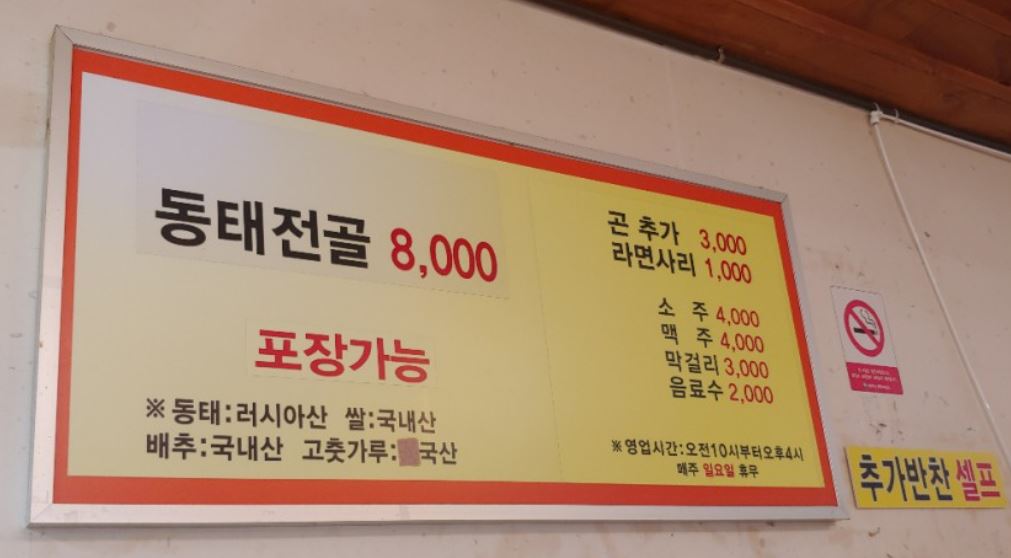 동태전골 8,000
포장가능
※동태:러시아산 쌀:국내산
배추:국내산 고춧가루: 국산
곤 추가 3,000
라면사리 1,000
소 주 4,000
맥 주 4,000
막걸리 3,000
음료수 2,000
※영업시간:오전10시부터오후4시
매주 일요일 휴무
추가반찬 셀프